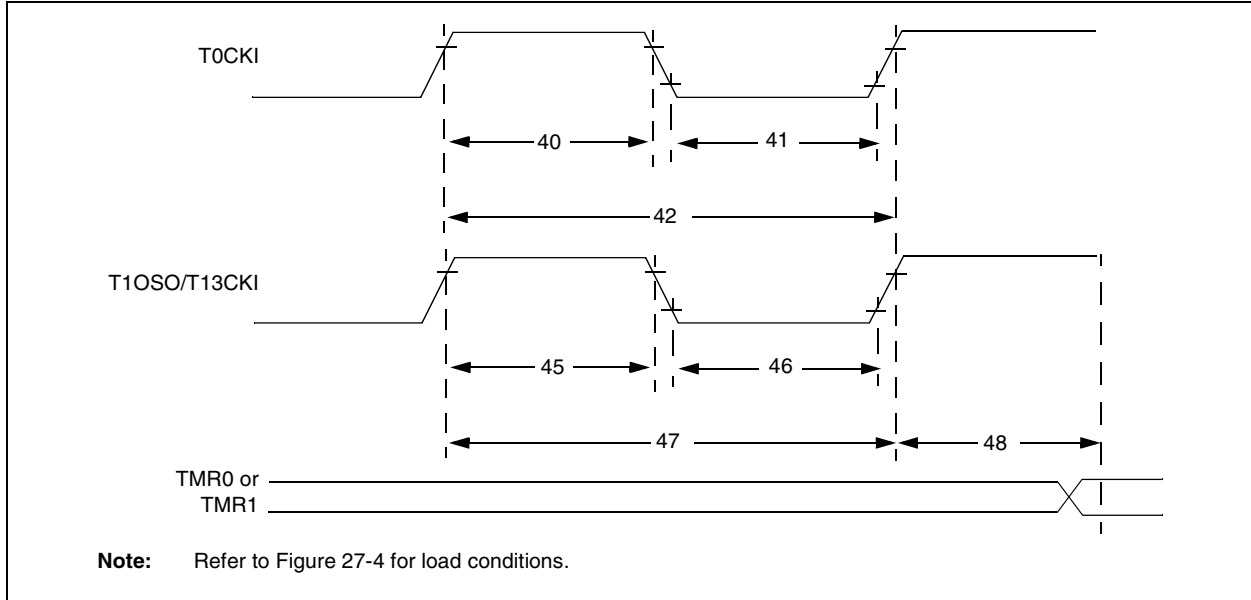 T0CKI
40
41
42
T1OSO/T13CKI
45
46
47
48
TMR0 or
TMR1
Note: Refer to Figure 27-4 for load conditions.